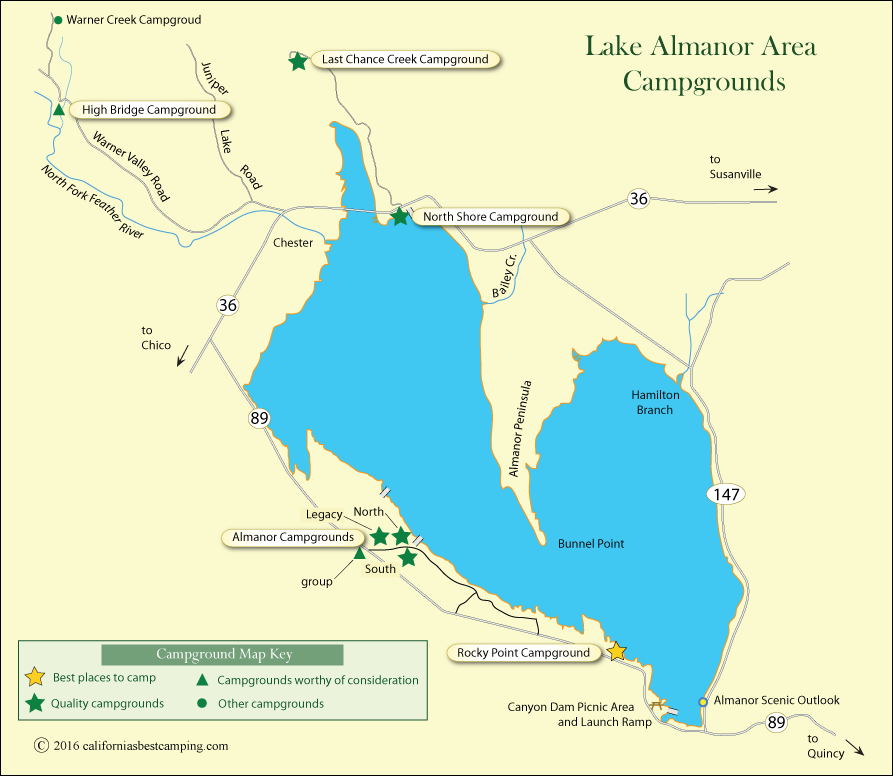 Warner Creek Campgroud
Lake Almanor Area
Campgrounds
Last Chance Creek Campground
Juniper
Lake
Road
High Bridge Campground
Warner Valley Road
North Fork Feather
River
to
Susanville
36
North Shore Campground
Chester
Bailey Cr.
36
to
Chico
Almanor Peninsula
Hamilton
Branch
89
147
Legacy
North
Almanor Campgrounds
Bunnel Point
South
group
Rocky Point Campground
Campground Map Key
Best places to camp
Campgrounds worthy of consideration
Quality campgrounds
Other campgrounds
Canyon Dam Picnic Area
and Launch Ramp
Almanor Scenic Outlook
89
to
Quincy
© 2016 californiasbestcamping.com